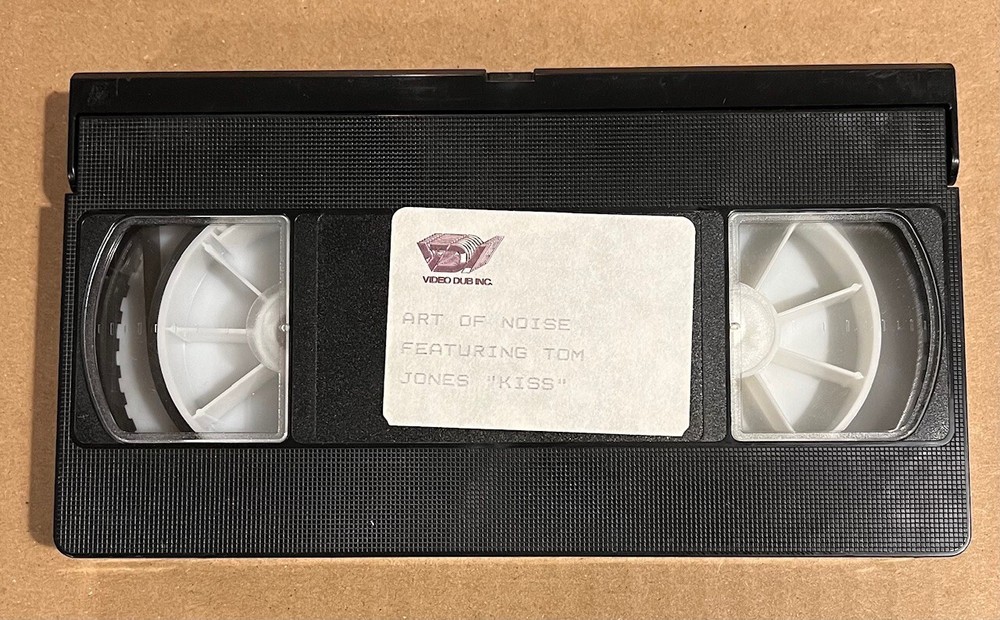 VIDEO DUB INC.
ART OF NOISE
FEATURING TOM
JONES "KISS"